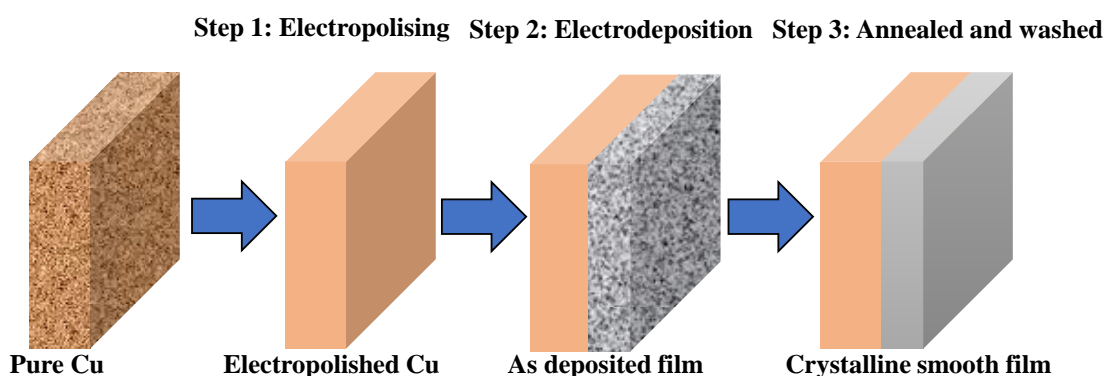 Step 1: Electropolising
Step 2: Electrodeposition
Step 3: Annealed and washed
Pure Cu
Electropolished Cu
As deposited film
Crystalline smooth film